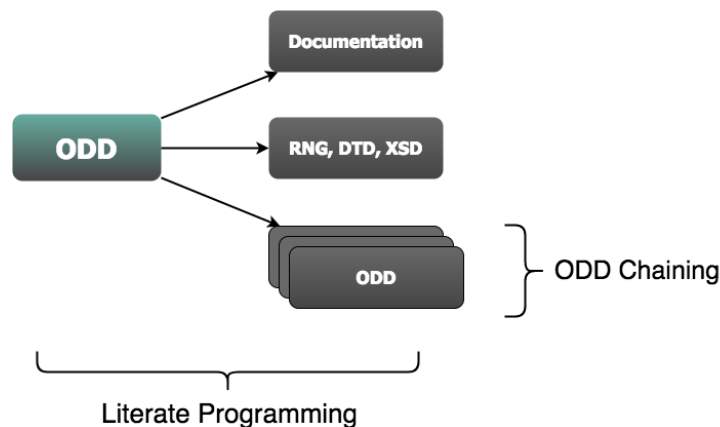 Documentation
ODD
RNG, DTD, XSD
ODD
ODD Chaining
Literate Programming